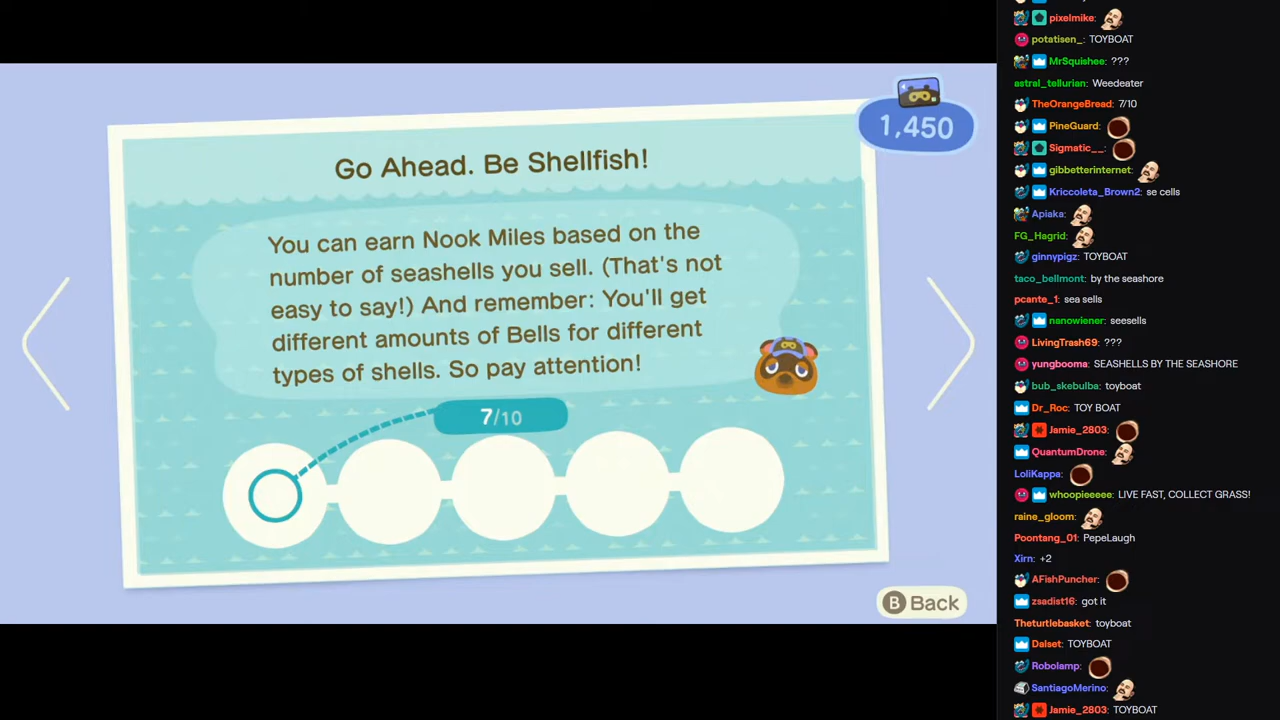 pixelmike:
potatisen_: TOYBOAT
MrSquishee: ???
astral_tellurian: Weedeater
TheOrangeBread: 7/10
PineGuard:
Sigmatic__:
gibbetterinternet:
Kriccoleta_Brown2: se cells
Apiaka:
FG_Hagrid:
ginnypigz: TOYBOAT
taco_bellmont: by the seashore
pcante_1: sea sells
nanowiener: seesells
LivingTrash69: ???
yungbooma: SEASHELLS BY THE SEASHORE
bub_skebulba: toyboat
Dr_Roc: TOY BOAT
Jamie_2803:
QuantumDrone:
LoliKappa:
whoopieeeee: LIVE FAST, COLLECT GRASS!
raine_gloom:
Poontang_01: PepeLaugh
Xirn: +2
AFishPuncher:
zsadist16: got it
Theturtlebasket: toyboat
Dalset: TOYBOAT
Robolamp:
SantiagoMerino:
Jamie_2803: TOYBOAT
1,450
Go Ahead. Be Shellfish!
You can earn Nook Miles based on the
number of seashells you sell. (That's not
easy to say!) And remember: You'll get
different amounts of Bells for different
types of shells. So pay attention!
7/10
B Back